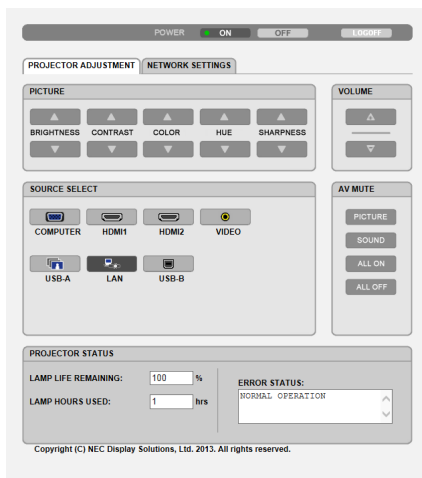 POWER ON OFF LOGOFF
PROJECTOR ADJUSTMENT NETWORK SETTINGS
PICTURE
BRIGHTNESS CONTRAST COLOR HUE SHARPNESS
VOLUME
SOURCE SELECT
COMPUTER HDMI1 HDMI2 VIDEO
USB-A LAN USB-B
AV MUTE
PICTURE
SOUND
ALL ON
ALL OFF
PROJECTOR STATUS
LAMP LIFE REMAINING: 100 %
LAMP HOURS USED: 1 hrs
ERROR STATUS:
NORMAL OPERATION
Copyright (C) NEC Display Solutions, Ltd. 2013. All rights reserved.